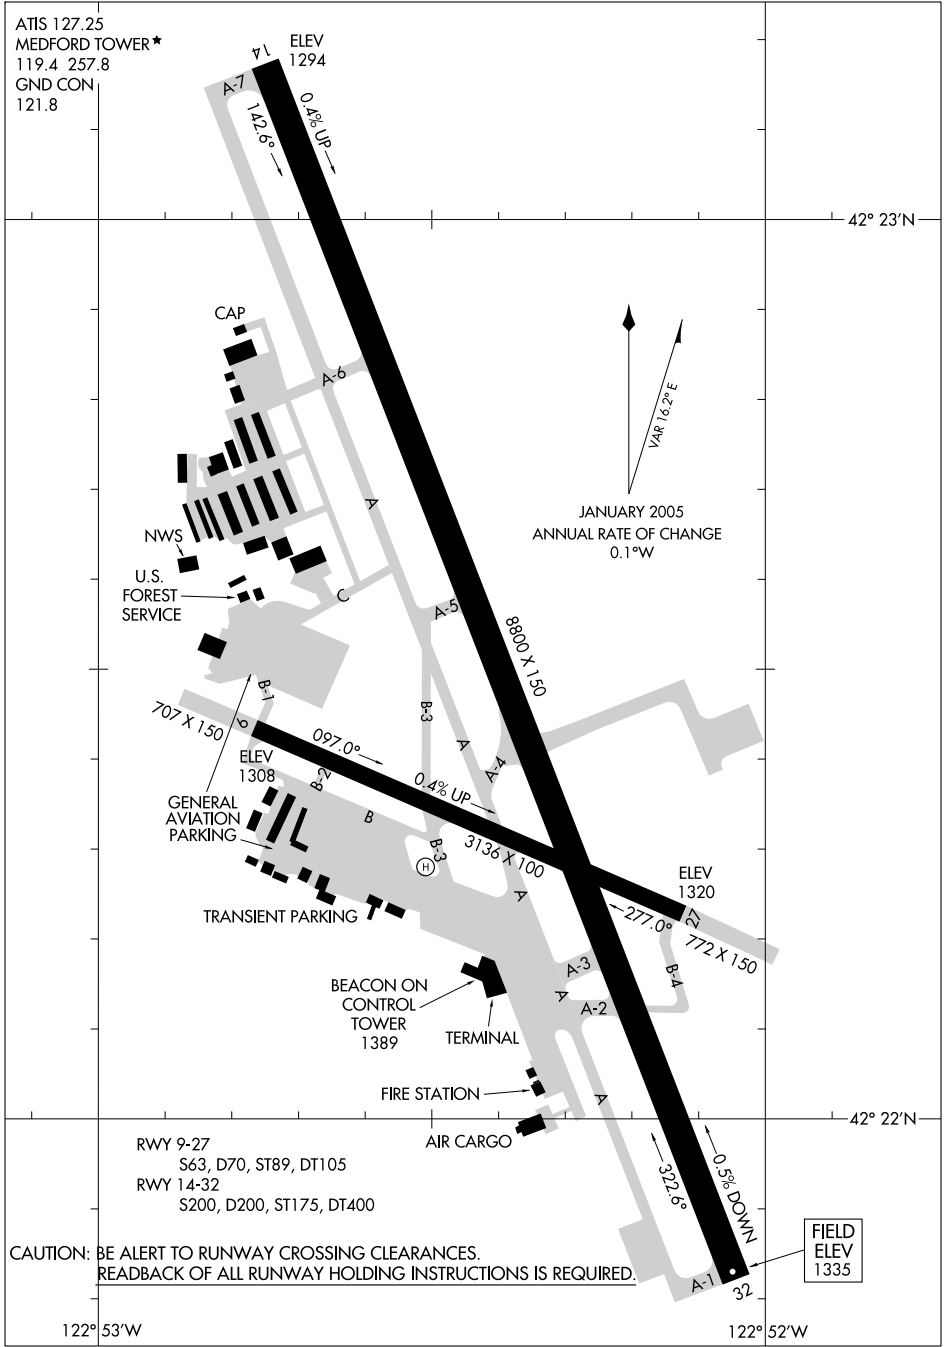 ATIS 127.25
MEDFORD TOWER★
119.4 257.8
GND CON
121.8
14
ELEV
1294
A-7
142.6°
0.4% UP
42° 23'N
CAP
A-6
VAR 16.2° E
JANUARY 2005
ANNUAL RATE OF CHANGE
0.1°W
A
NWS
U.S.
FOREST
SERVICE
C
A-5
8800 X 150
B-1
B-3
707 X 150
9
097.0°
A
A-4
ELEV
1308
B-2
0.4% UP
GENERAL
AVIATION
PARKING
B
B-3
3136 X 100
H
ELEV
1320
A
27
277.0°
772 X 150
TRANSIENT PARKING
A-3
B-4
BEACON ON
CONTROL
TOWER
1389
A
A-2
TERMINAL
FIRE STATION
A
AIR CARGO
42° 22'N
RWY 9-27
S63, D70, ST89, DT105
RWY 14-32
S200, D200, ST175, DT400
322.6°
0.5% DOWN
CAUTION: BE ALERT TO RUNWAY CROSSING CLEARANCES.
READBACK OF ALL RUNWAY HOLDING INSTRUCTIONS IS REQUIRED.
FIELD
ELEV
1335
A-1
32
122° 53'W
122° 52'W